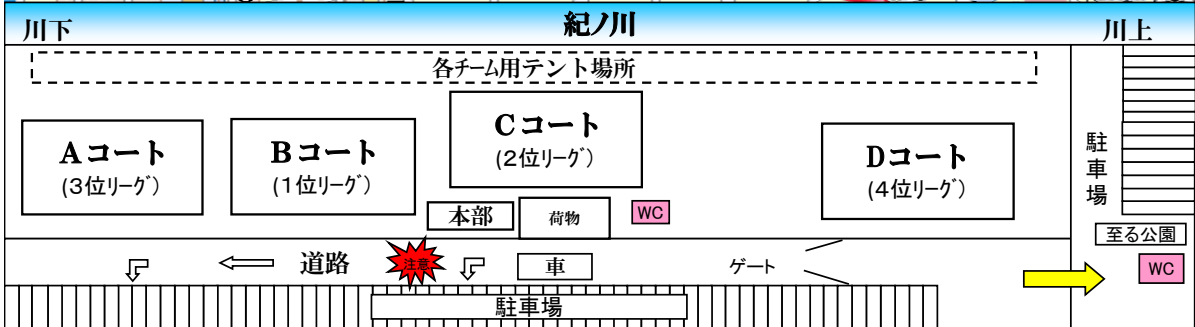 川下
紀ノ川
川上
各チーム用テント場所
Aコート
(3位リーグ)
Bコート
(1位リーグ)
Cコート
(2位リーグ)
Dコート
(4位リーグ)
駐車場
本部
荷物
WC
至る公園
道路
注意
車
ゲート
WC
駐車場